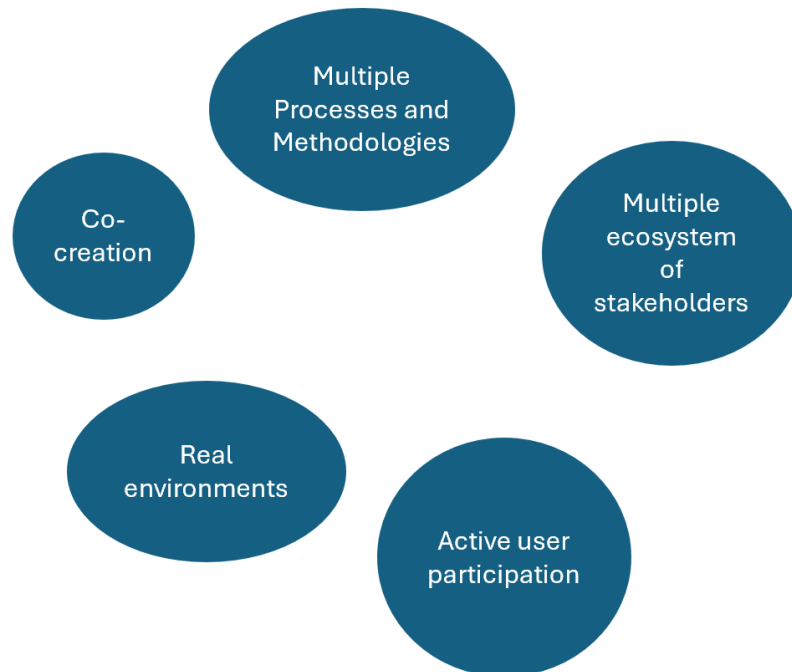 Multiple
Processes and
Methodologies
Co-
creation
Multiple
ecosystem
of
stakeholders
Real
environments
Active user
participation